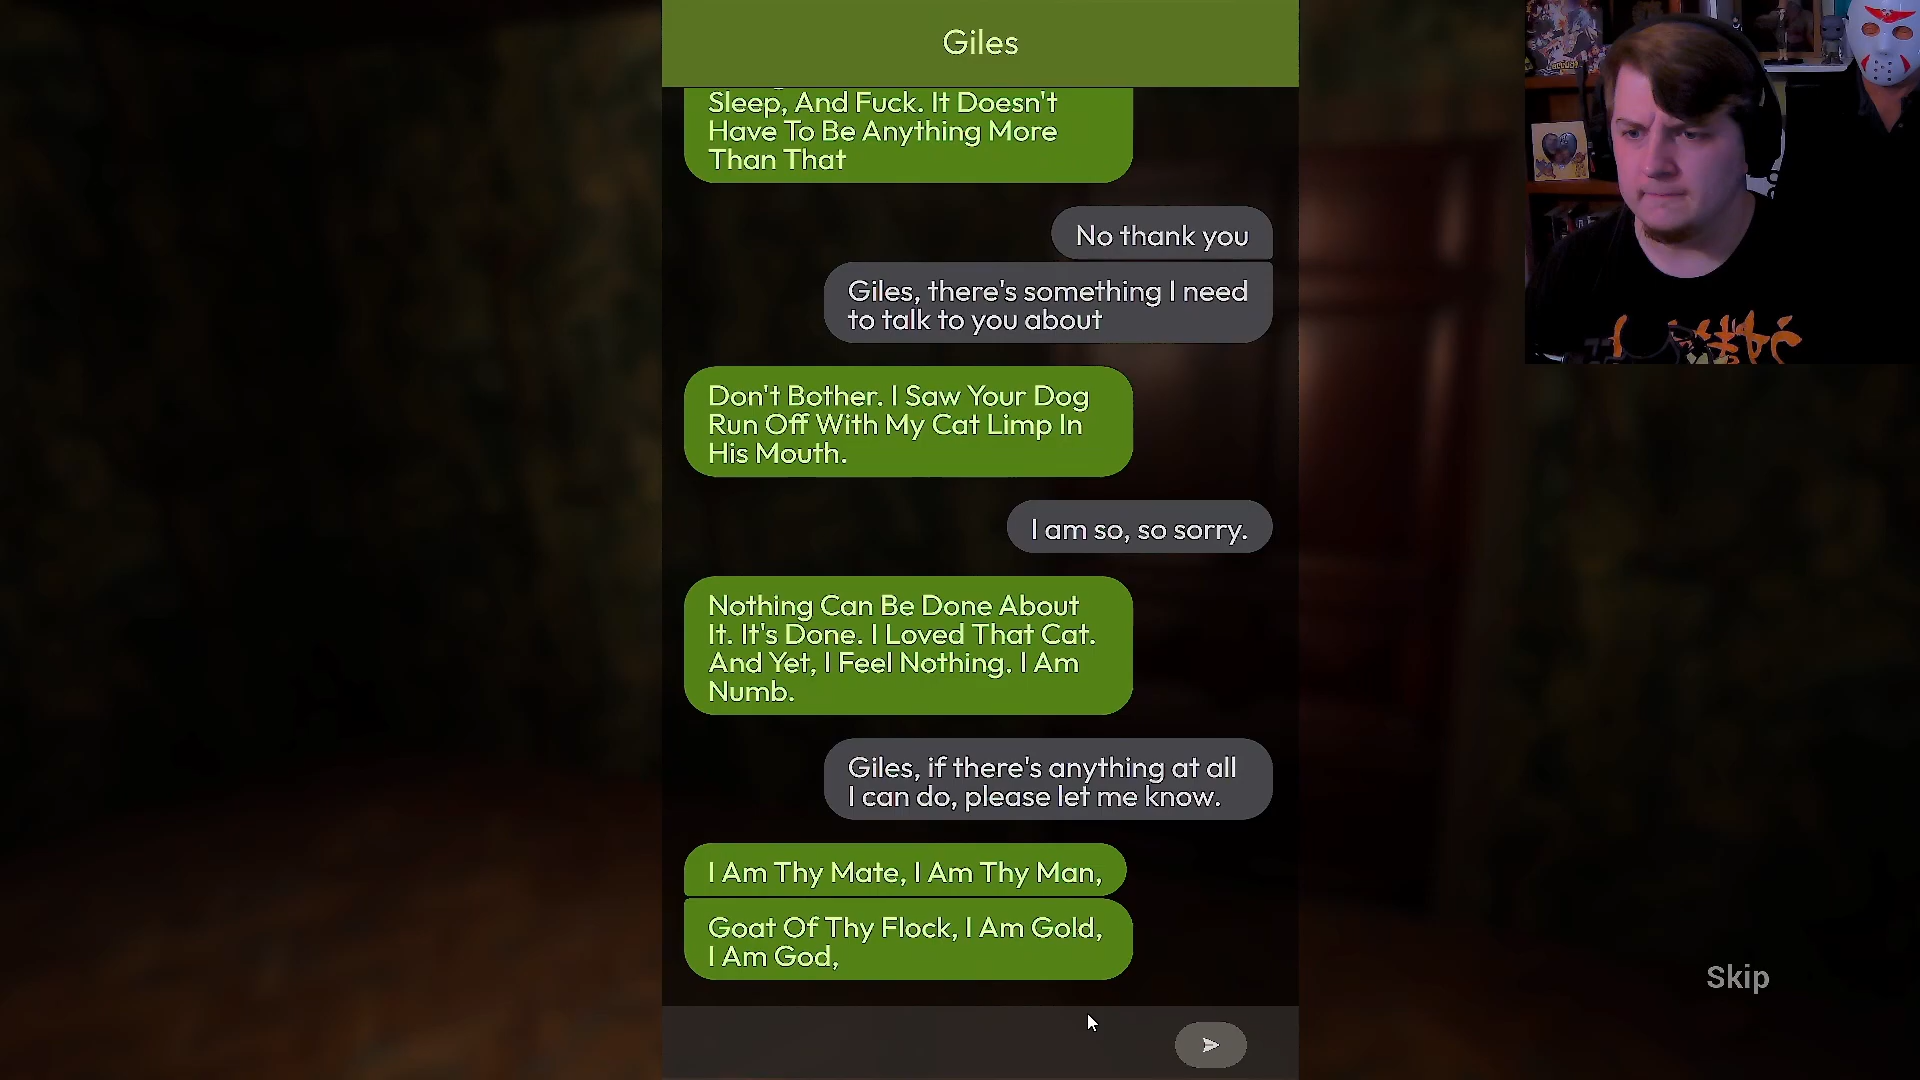 Giles
Sleep, And Fuck. It Doesn't
Have To Be Anything More
Than That
No thank you
Giles, there's something I need
to talk to you about
Don't Bother. I Saw Your Dog
Run Off With My Cat Limp In
His Mouth.
I am so, so sorry.
Nothing Can Be Done About
It. It's Done. I Loved That Cat.
And Yet, I Feel Nothing. I Am
Numb.
Giles, if there's anything at all
I can do, please let me know.
I Am Thy Mate, I Am Thy Man,
Goat Of Thy Flock, I Am Gold,
I Am God,
Skip